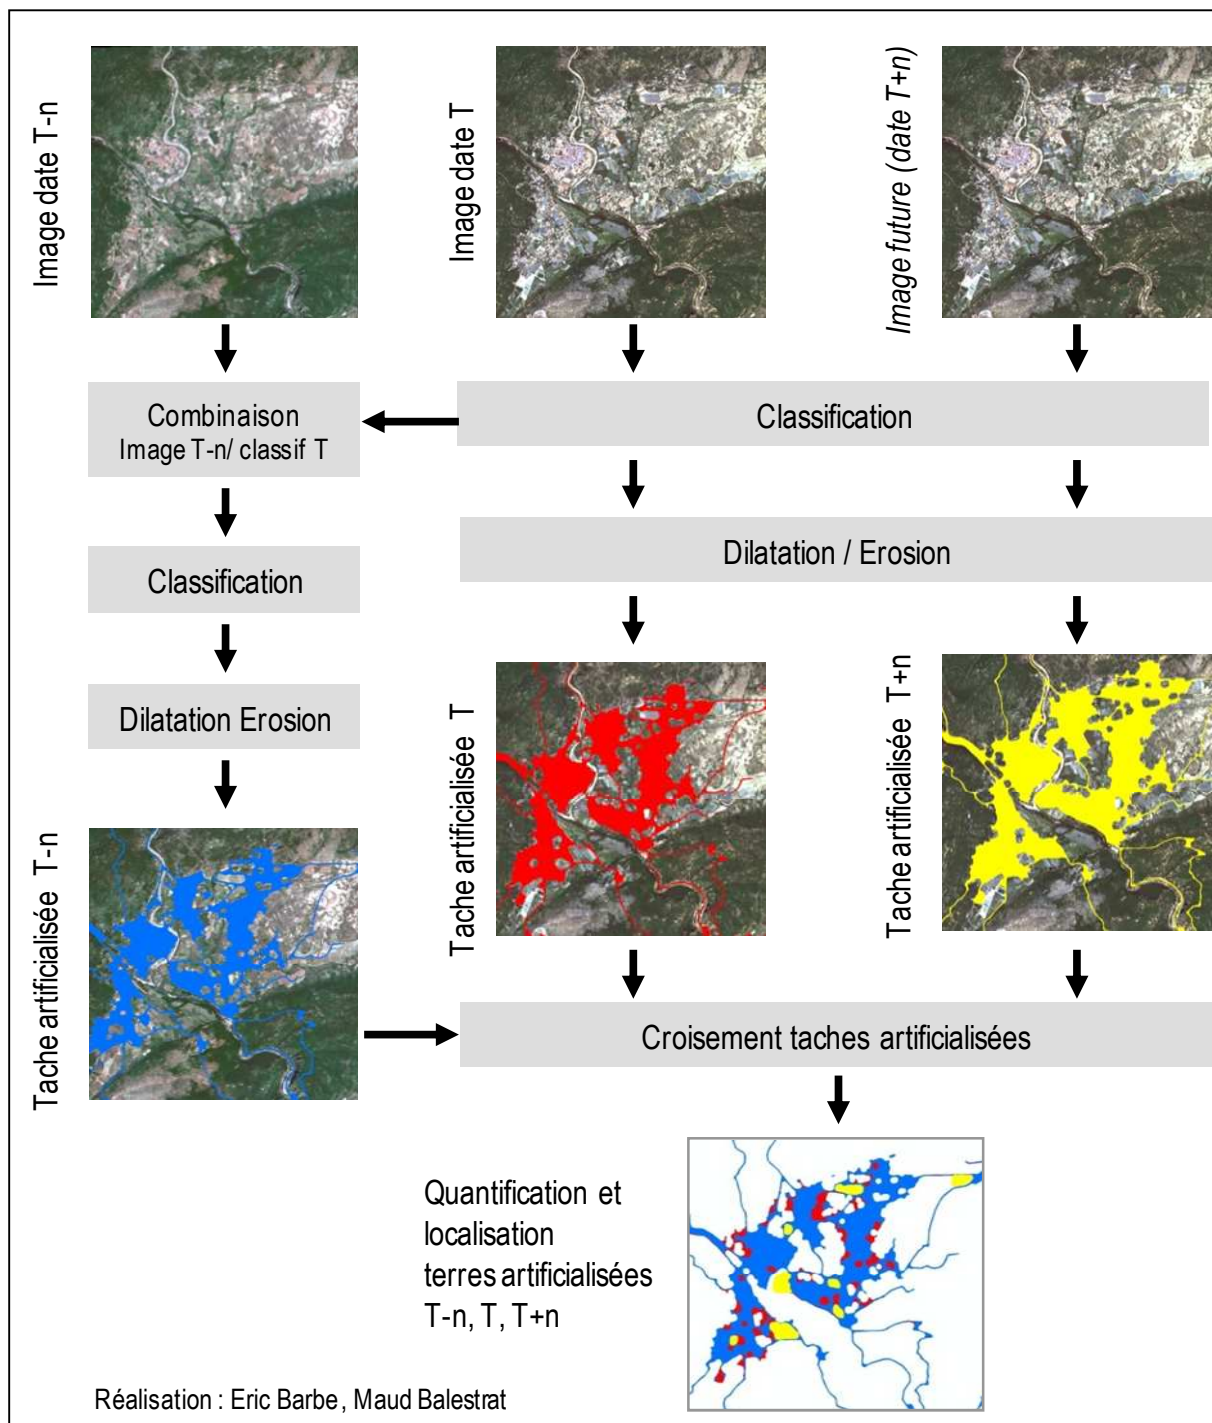 Image date T-n
Image date T
Image future (date T+n)
Combinaison
Image T-n/ classif T
Classification
Classification
Dilatation / Erosion
Dilatation Erosion
Tache artificialisée T-n
Tache artificialisée T
Tache artificialisée T+n
Croisement taches artificialisées
Quantification et
localisation
terres artificialisées
T-n, T, T+n
Réalisation : Eric Barbe, Maud Balestrat